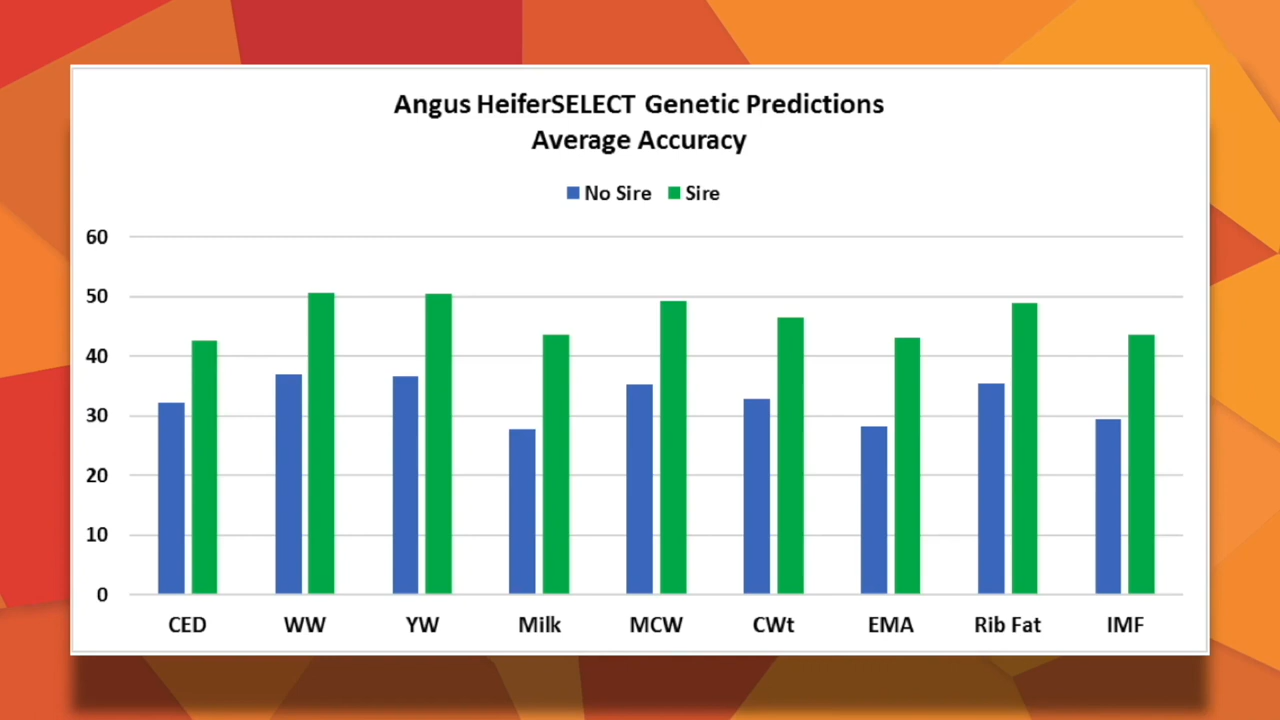 Angus HeiferSELECT Genetic Predictions
Average Accuracy
No Sire Sire
60
50
40
30
20
10
0
CED WW YW Milk MCW CWt EMA Rib Fat IMF